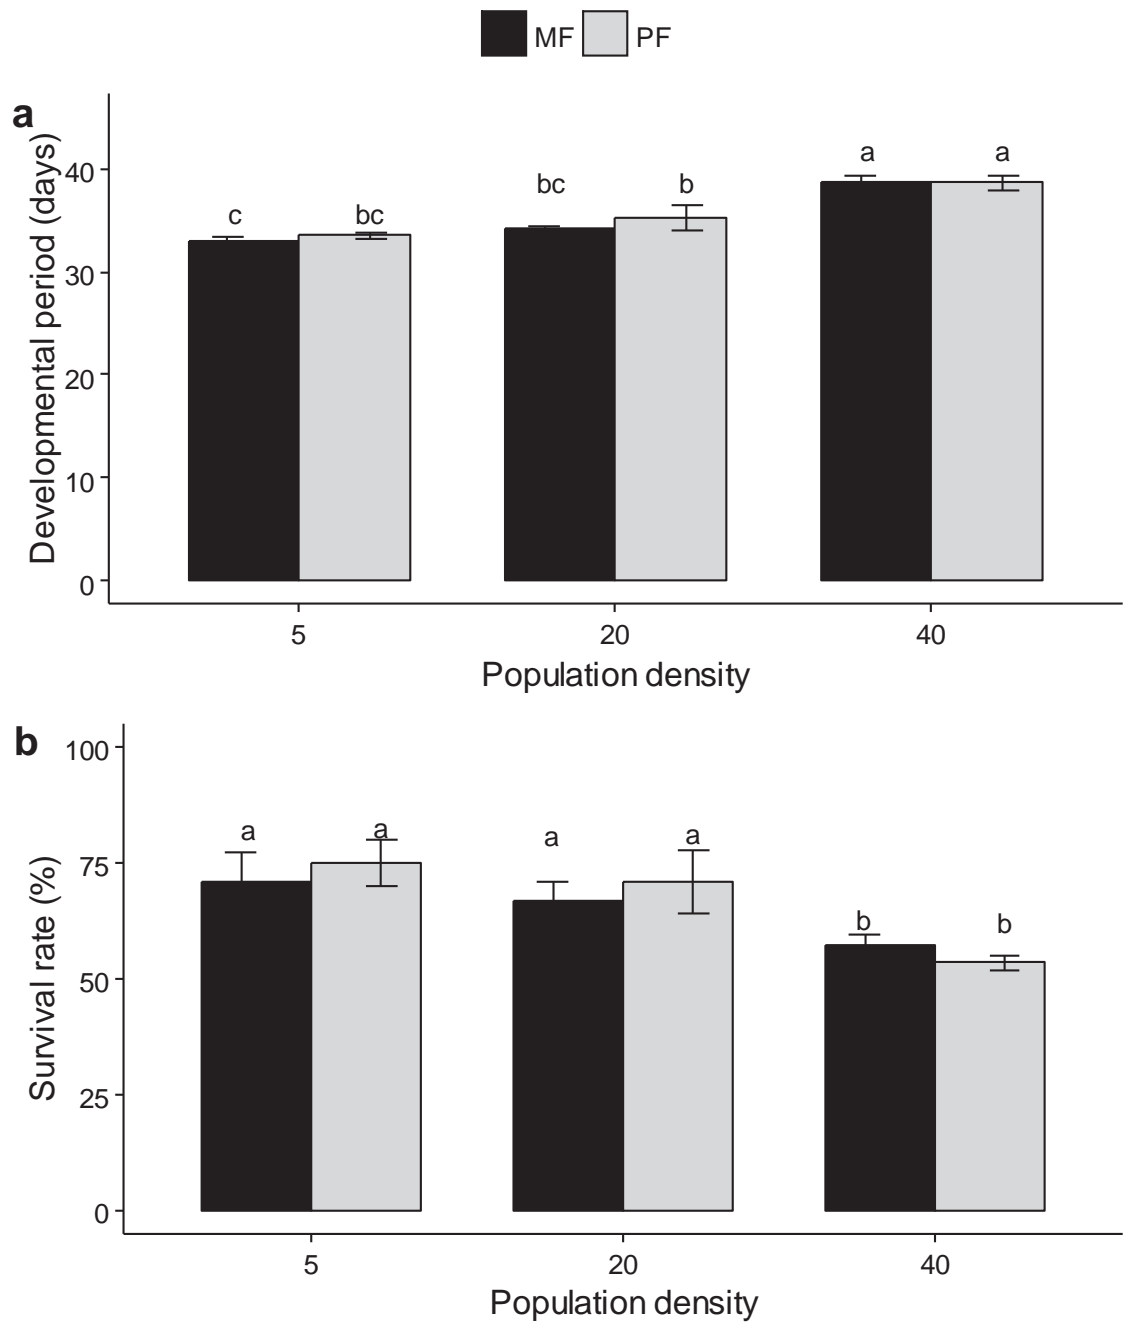 MF PF
a
Developmental period (days)
40
30
20
10
0
c bc bc b a a
5 20 40
Population density
b
Survival rate (%)
100
75
50
25
0
a a a a b b
5 20 40
Population density